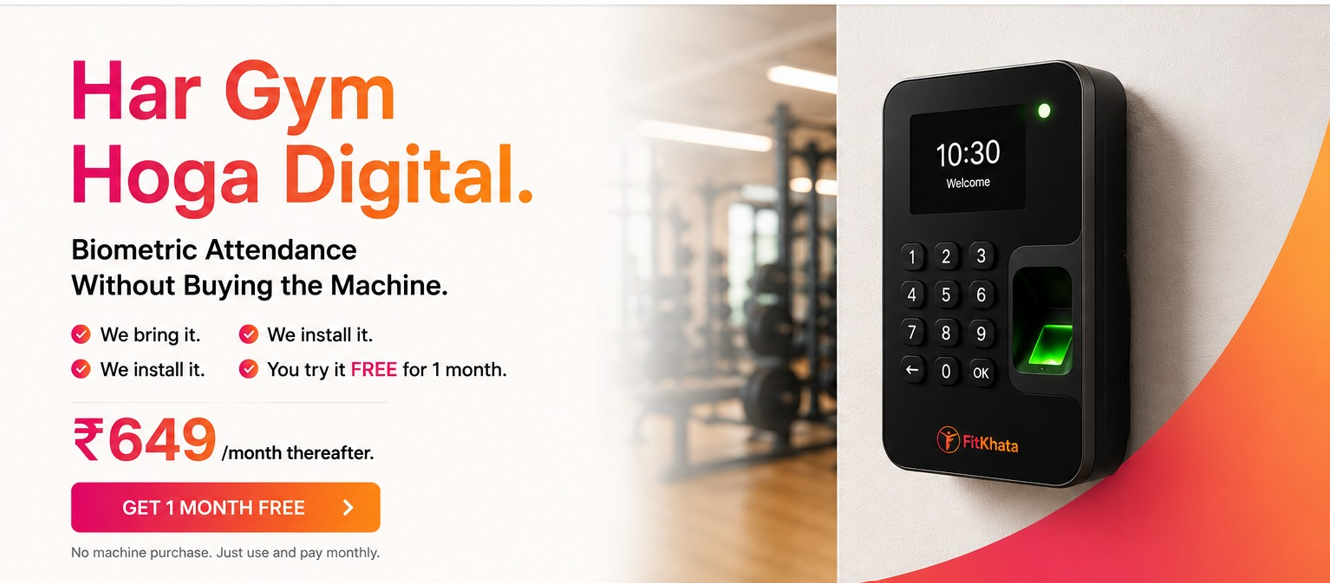 Har Gym
Hoga Digital.
Biometric Attendance
Without Buying the Machine.
We bring it.
We install it.
We install it.
You try it FREE for 1 month.
₹649 /month thereafter.
GET 1 MONTH FREE
No machine purchase. Just use and pay monthly.
10:30
Welcome
1 2 3
4 5 6
7 8 9
← 0 OK
FitKhata